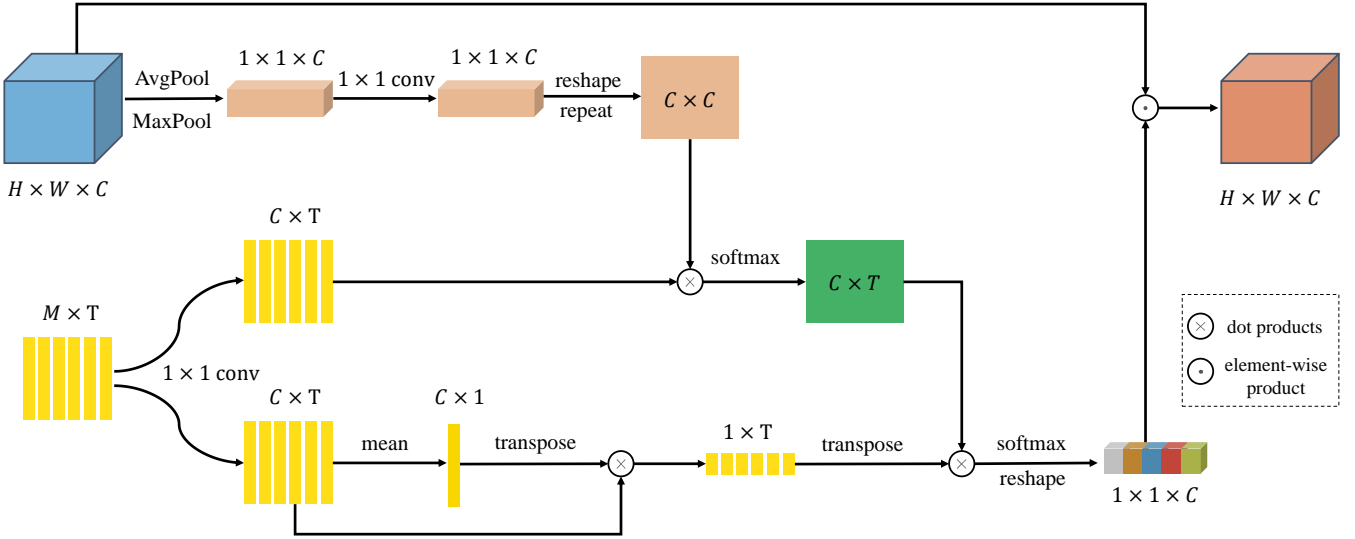 1 × 1 × C
1 × 1 × C
AvgPool
1 × 1 conv
reshape
MaxPool
repeat
C × C
H × W × C
H × W × C
C × T
softmax
C × T
M × T
dot products
1 × 1 conv
element-wise
product
C × T
C × 1
mean
transpose
1 × T
transpose
softmax
reshape
1 × 1 × C